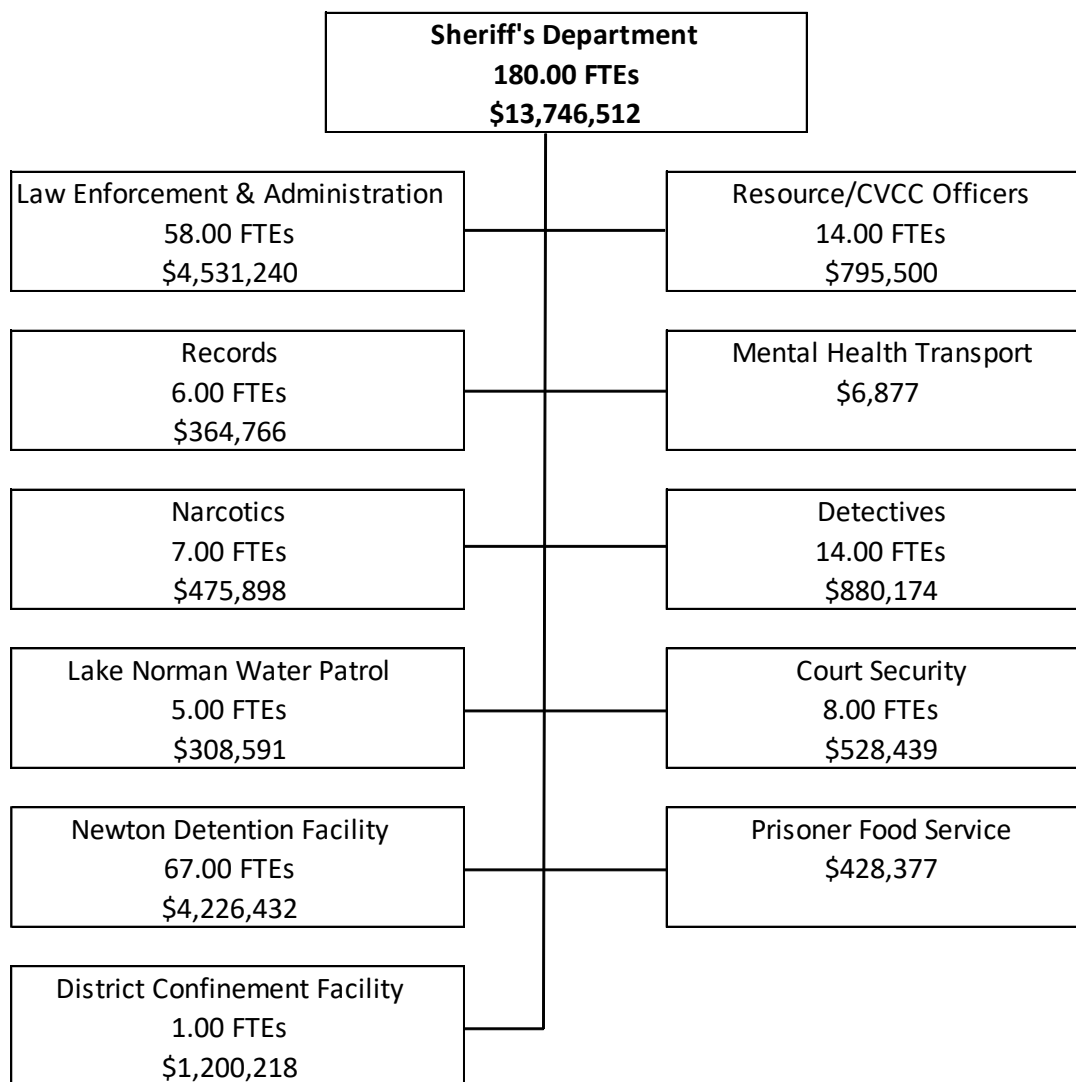 Sheriff's Department
180.00 FTEs
$13,746,512
Law Enforcement & Administration
58.00 FTEs
$4,531,240
Resource/CVCC Officers
14.00 FTEs
$795,500
Records
6.00 FTEs
$364,766
Mental Health Transport
$6,877
Narcotics
7.00 FTEs
$475,898
Detectives
14.00 FTEs
$880,174
Lake Norman Water Patrol
5.00 FTEs
$308,591
Court Security
8.00 FTEs
$528,439
Newton Detention Facility
67.00 FTEs
$4,226,432
Prisoner Food Service
$428,377
District Confinement Facility
1.00 FTEs
$1,200,218